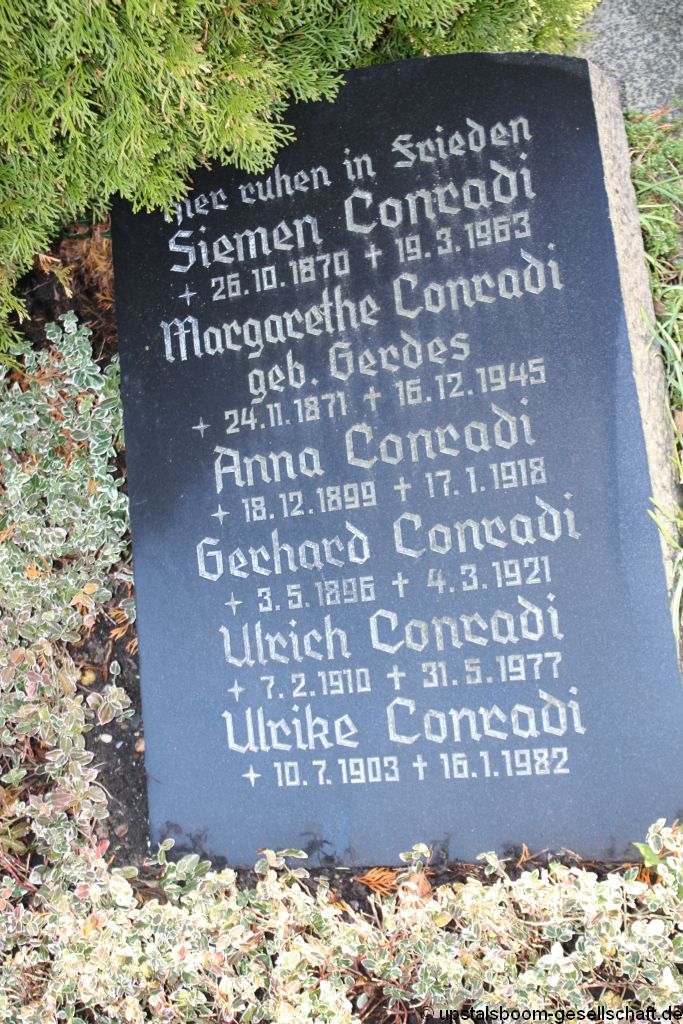 Hier ruhen in Frieden
Siemen Conradi
26.10.1870 † 19.3.1963
Margarethe Conradi
geb. Gerdes
24.11.1871 † 16.12.1945
Anna Conradi
18.12.1899 † 17.1.1918
Gerhard Conradi
3.5.1896 † 4.3.1921
Ulrich Conradi
7.2.1910 † 31.5.1977
Ulrike Conradi
10.7.1903 † 16.1.1982
© upstalsboom-gesellschaft.de